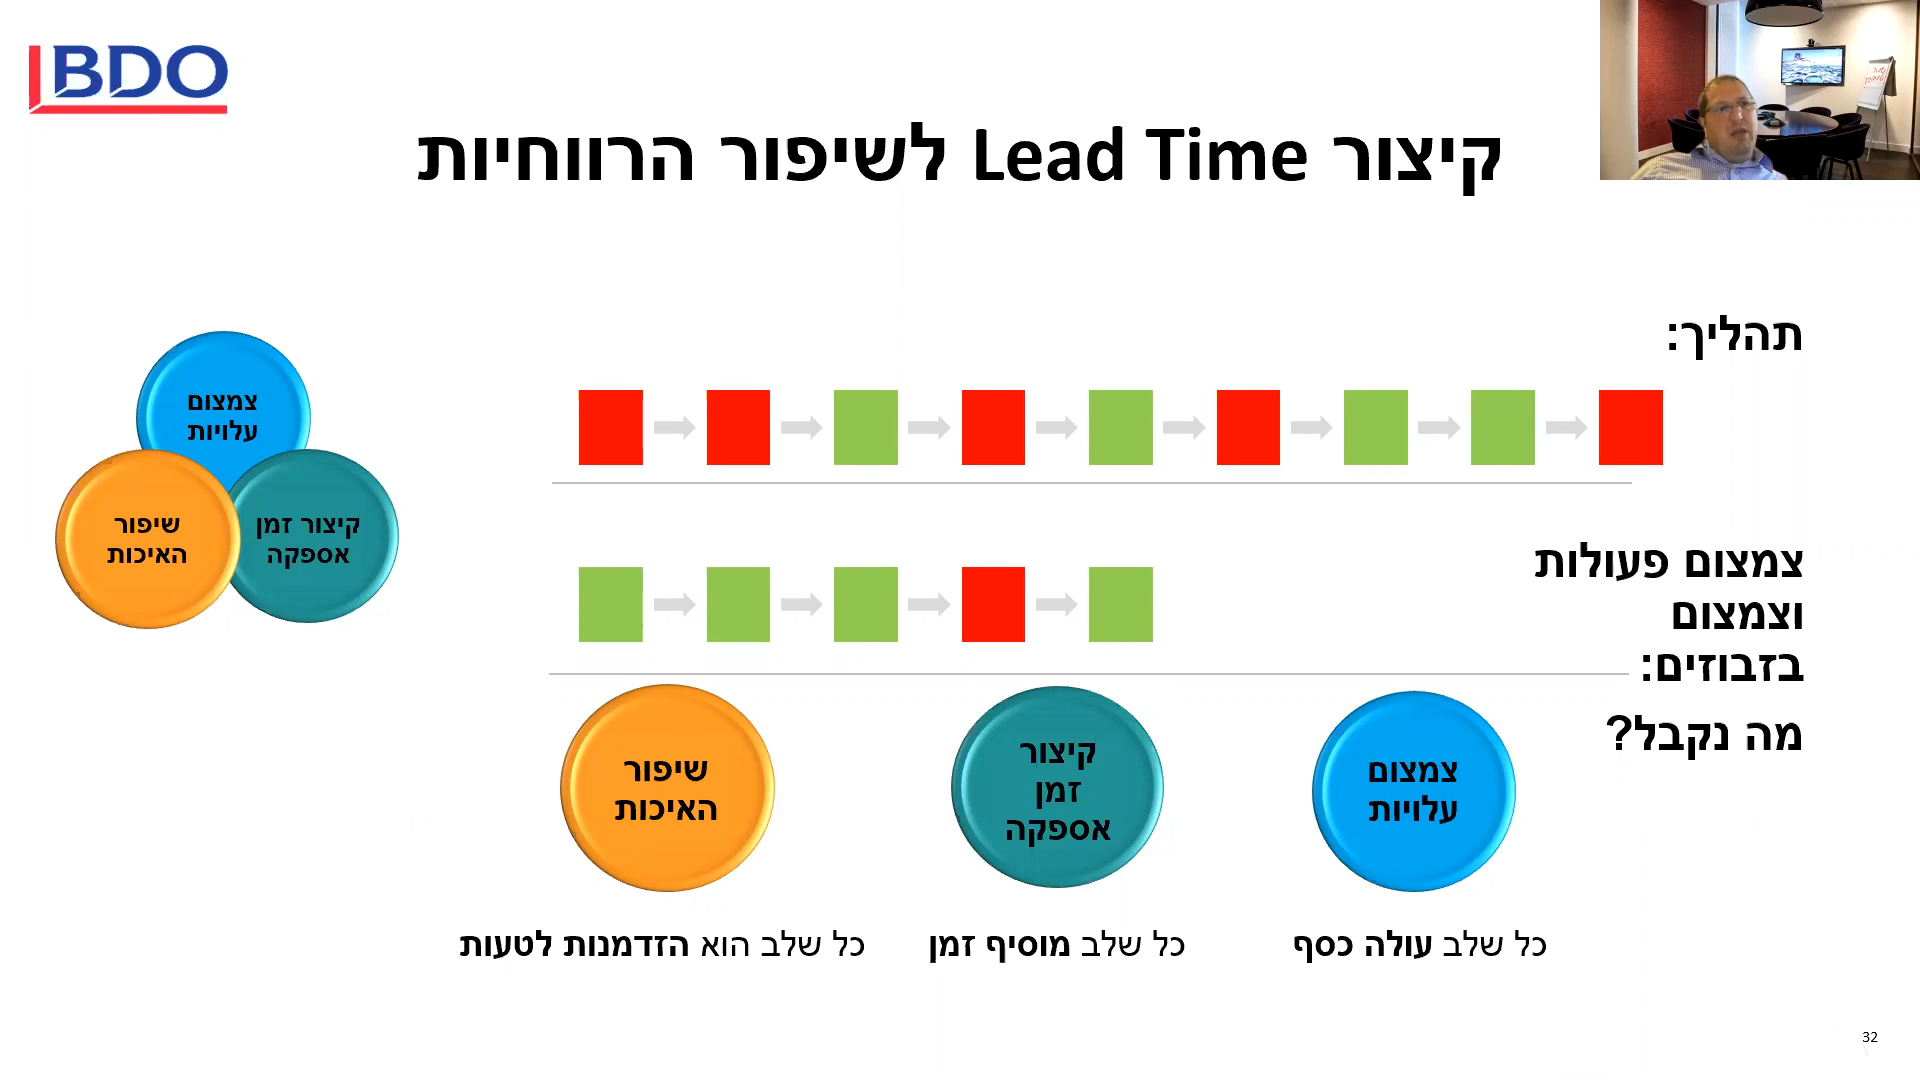 BDO
קיצור Lead Time לשיפור הרווחיות
תהליך:
צמצום
עלויות
שיפור
האיכות
קיצור זמן
אספקה
צמצום פעולות
וצמצום
בזבוזים:
מה נקבל?
צמצום
עלויות
קיצור
זמן
אספקה
שיפור
האיכות
כל שלב עולה כסף
כל שלב מוסיף זמן
כל שלב הוא הזדמנות לטעות
32